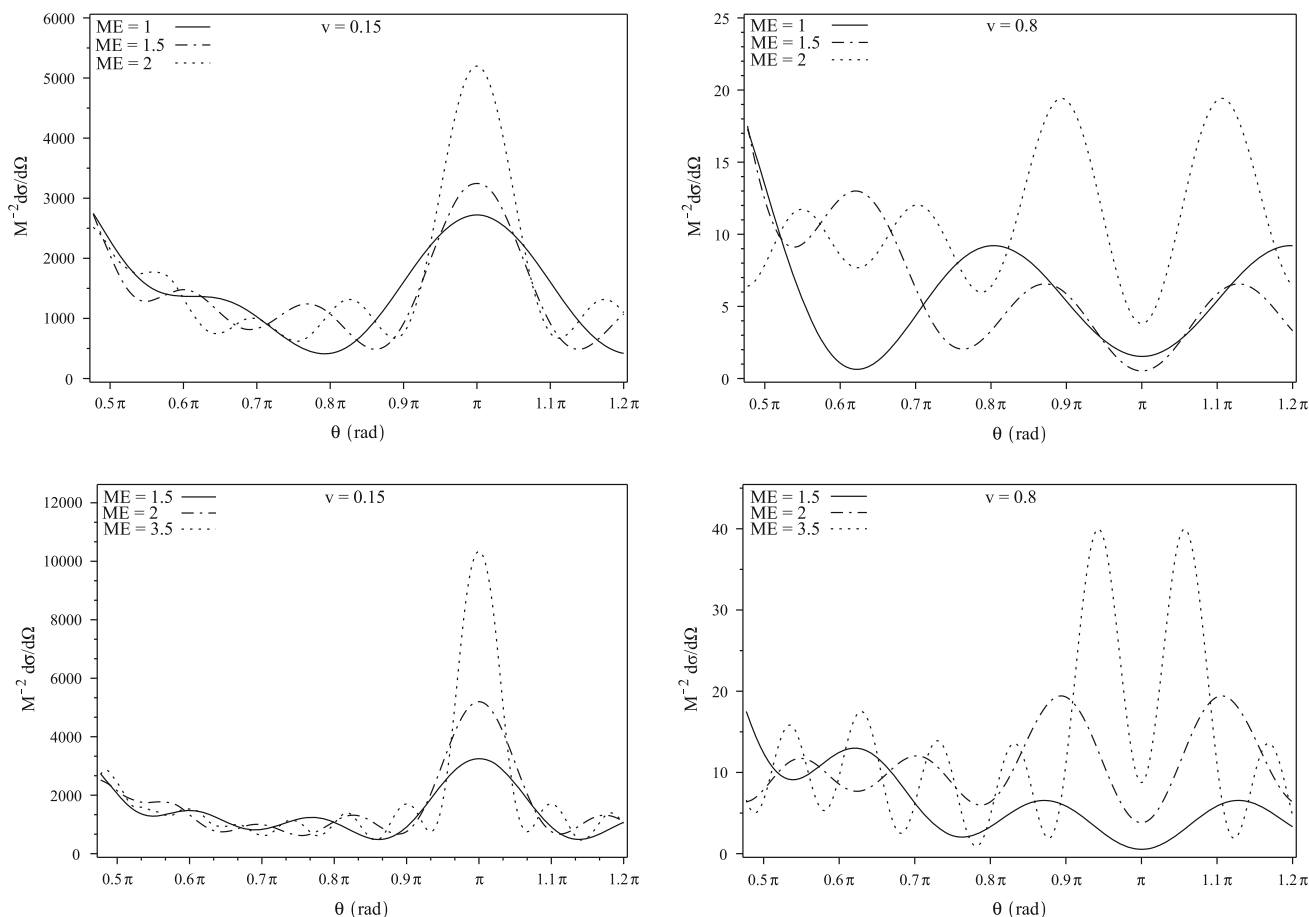 ME = 1
ME = 1.5
ME = 2
v = 0.15
6000
5000
4000
3000
2000
1000
0
M⁻²dσ/dΩ
0.5π 0.6π 0.7π 0.8π 0.9π π 1.1π 1.2π
θ (rad)
ME = 1
ME = 1.5
ME = 2
v = 0.8
25
20
15
10
5
0
M⁻²dσ/dΩ
0.5π 0.6π 0.7π 0.8π 0.9π π 1.1π 1.2π
θ (rad)
ME = 1.5
ME = 2
ME = 3.5
v = 0.15
12000
10000
8000
6000
4000
2000
0
M⁻² dσ/dΩ
0.5π 0.6π 0.7π 0.8π 0.9π π 1.1π 1.2π
θ (rad)
ME = 1.5
ME = 2
ME = 3.5
v = 0.8
40
30
20
10
0
M⁻² dσ/dΩ
0.5π 0.6π 0.7π 0.8π 0.9π π 1.1π 1.2π
θ (rad)